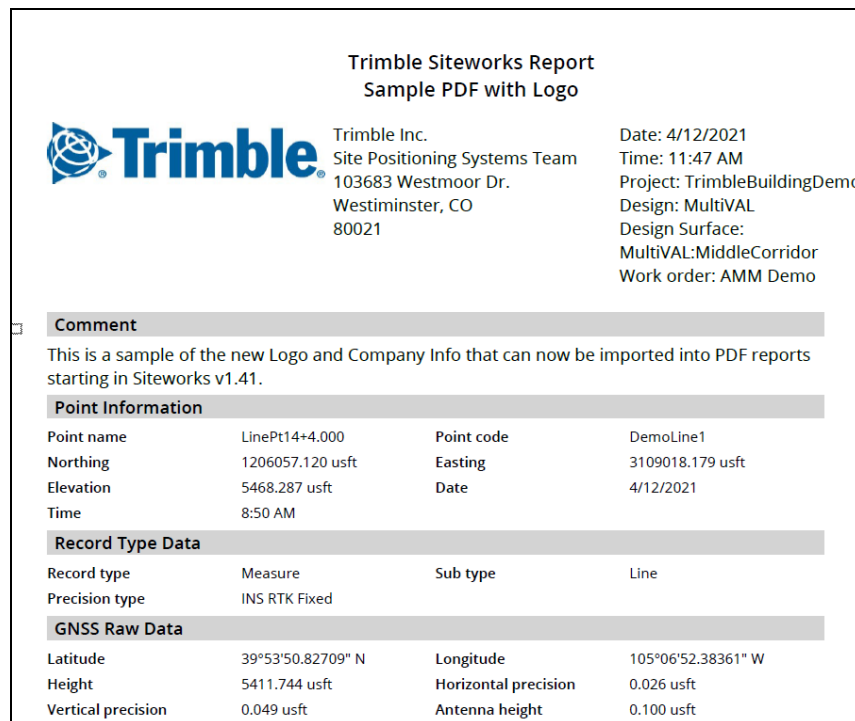 Trimble Siteworks Report
Sample PDF with Logo
Trimble.
Trimble Inc.
Site Positioning Systems Team
103683 Westmoor Dr.
Westiminster, CO
80021
Date: 4/12/2021
Time: 11:47 AM
Project: TrimbleBuildingDemo
Design: MultiVAL
Design Surface:
MultiVAL:MiddleCorridor
Work order: AMM Demo
Comment
This is a sample of the new Logo and Company Info that can now be imported into PDF reports
starting in Siteworks v1.41.
Point Information
Point name LinePt14+4.000 Point code DemoLine1
Northing 1206057.120 usft Easting 3109018.179 usft
Elevation 5468.287 usft Date 4/12/2021
Time 8:50 AM
Record Type Data
Record type Measure Sub type Line
Precision type INS RTK Fixed
GNSS Raw Data
Latitude 39°53'50.82709" N Longitude 105°06'52.38361" W
Height 5411.744 usft Horizontal precision 0.026 usft
Vertical precision 0.049 usft Antenna height 0.100 usft